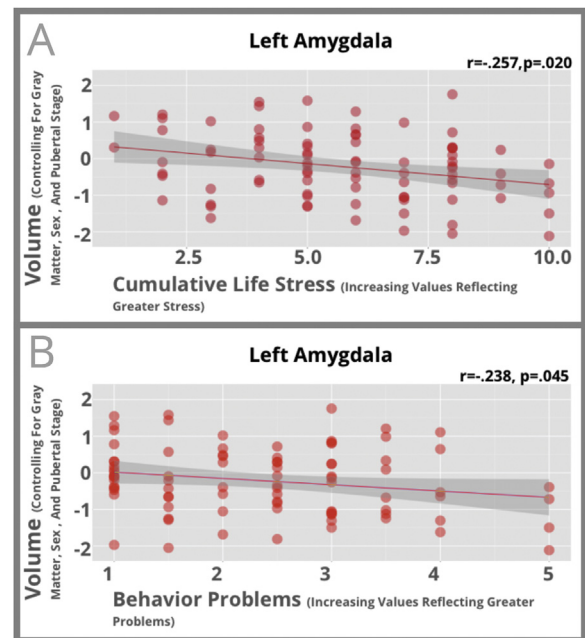 A
Left Amygdala
r=-.257,p=.020
Volume (Controlling For Gray
Matter, Sex, And Pubertal Stage)
2
1
0
-1
-2
2.5
5.0
7.5
10.0
Cumulative Life Stress (Increasing Values Reflecting
Greater Stress)
B
Left Amygdala
r=-.238, p=.045
Volume (Controlling For Gray
Matter, Sex , And Pubertal Stage)
2
1
0
-1
-2
1
2
3
4
5
Behavior Problems (Increasing Values Reflecting Greater
Problems)